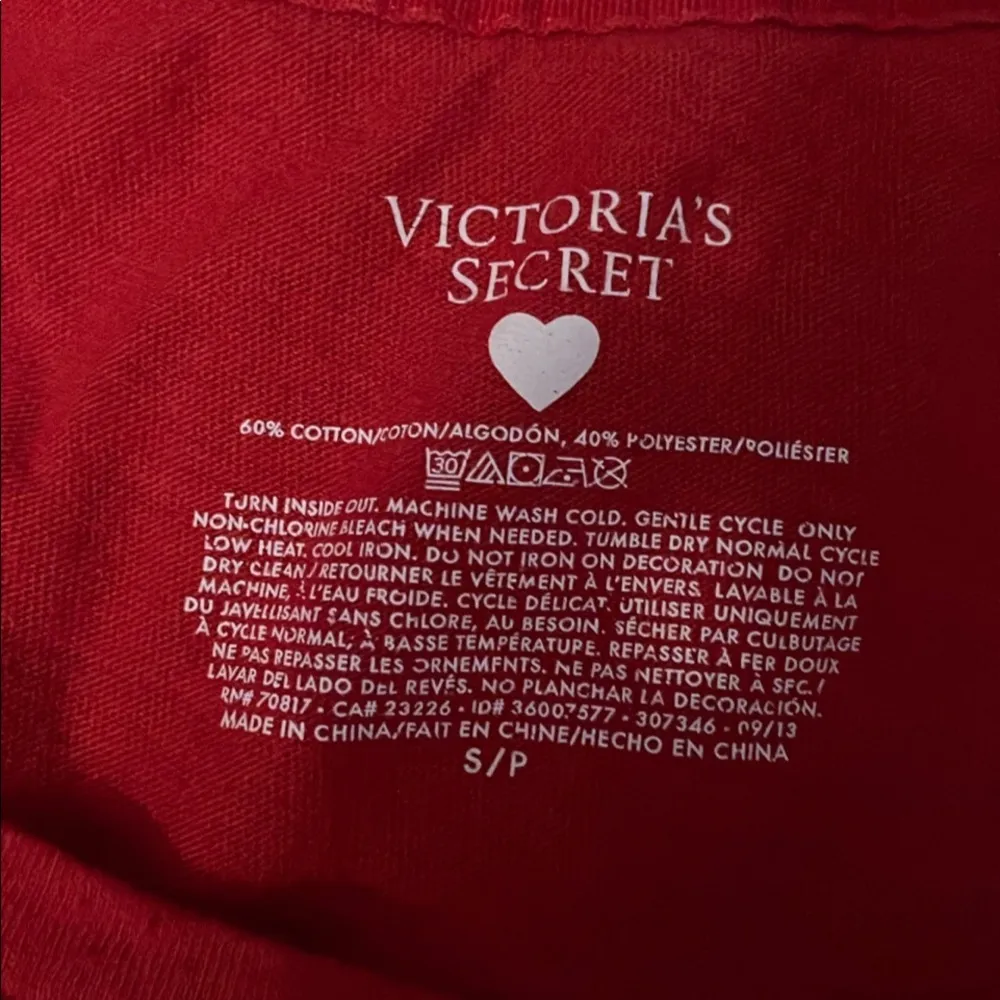 VICTORIA'S
SECRET
60% COTTON/COTON/ALGODÓN, 40% POLYESTER/POLIÉSTER
30
TURN INSIDE OUT. MACHINE WASH COLD. GENTLE CYCLE ONLY
NON-CHLORINE BLEACH WHEN NEEDED. TUMBLE DRY NORMAL CYCLE
LOW HEAT. COOL IRON. DO NOT IRON ON DECORATION DO NOT
DRY CLEAN/RETOURNER LE VÊTEMENT À L'ENVERS. LAVABLE À LA
MACHINE, À L'EAU FROIDE. CYCLE DÉLICAT. UTILISER UNIQUEMENT
DU JAVELLISANT SANS CHLORE, AU BESOIN. SÉCHER PAR CULBUTAGE
À CYCLE NORMAL, À BASSE TEMPÉRATURE. REPASSER À FER DOUX
NE PAS REPASSER LES ORNEMENTS. NE PAS NETTOYER À SEC./
LAVAR DEL LADO DEL REVÉS. NO PLANCHAR LA DECORACIÓN.
RN# 70817 - CA# 23226 - ID# 36007577 - 307346 - 09/13
MADE IN CHINA/FAIT EN CHINE/HECHO EN CHINA
S/P